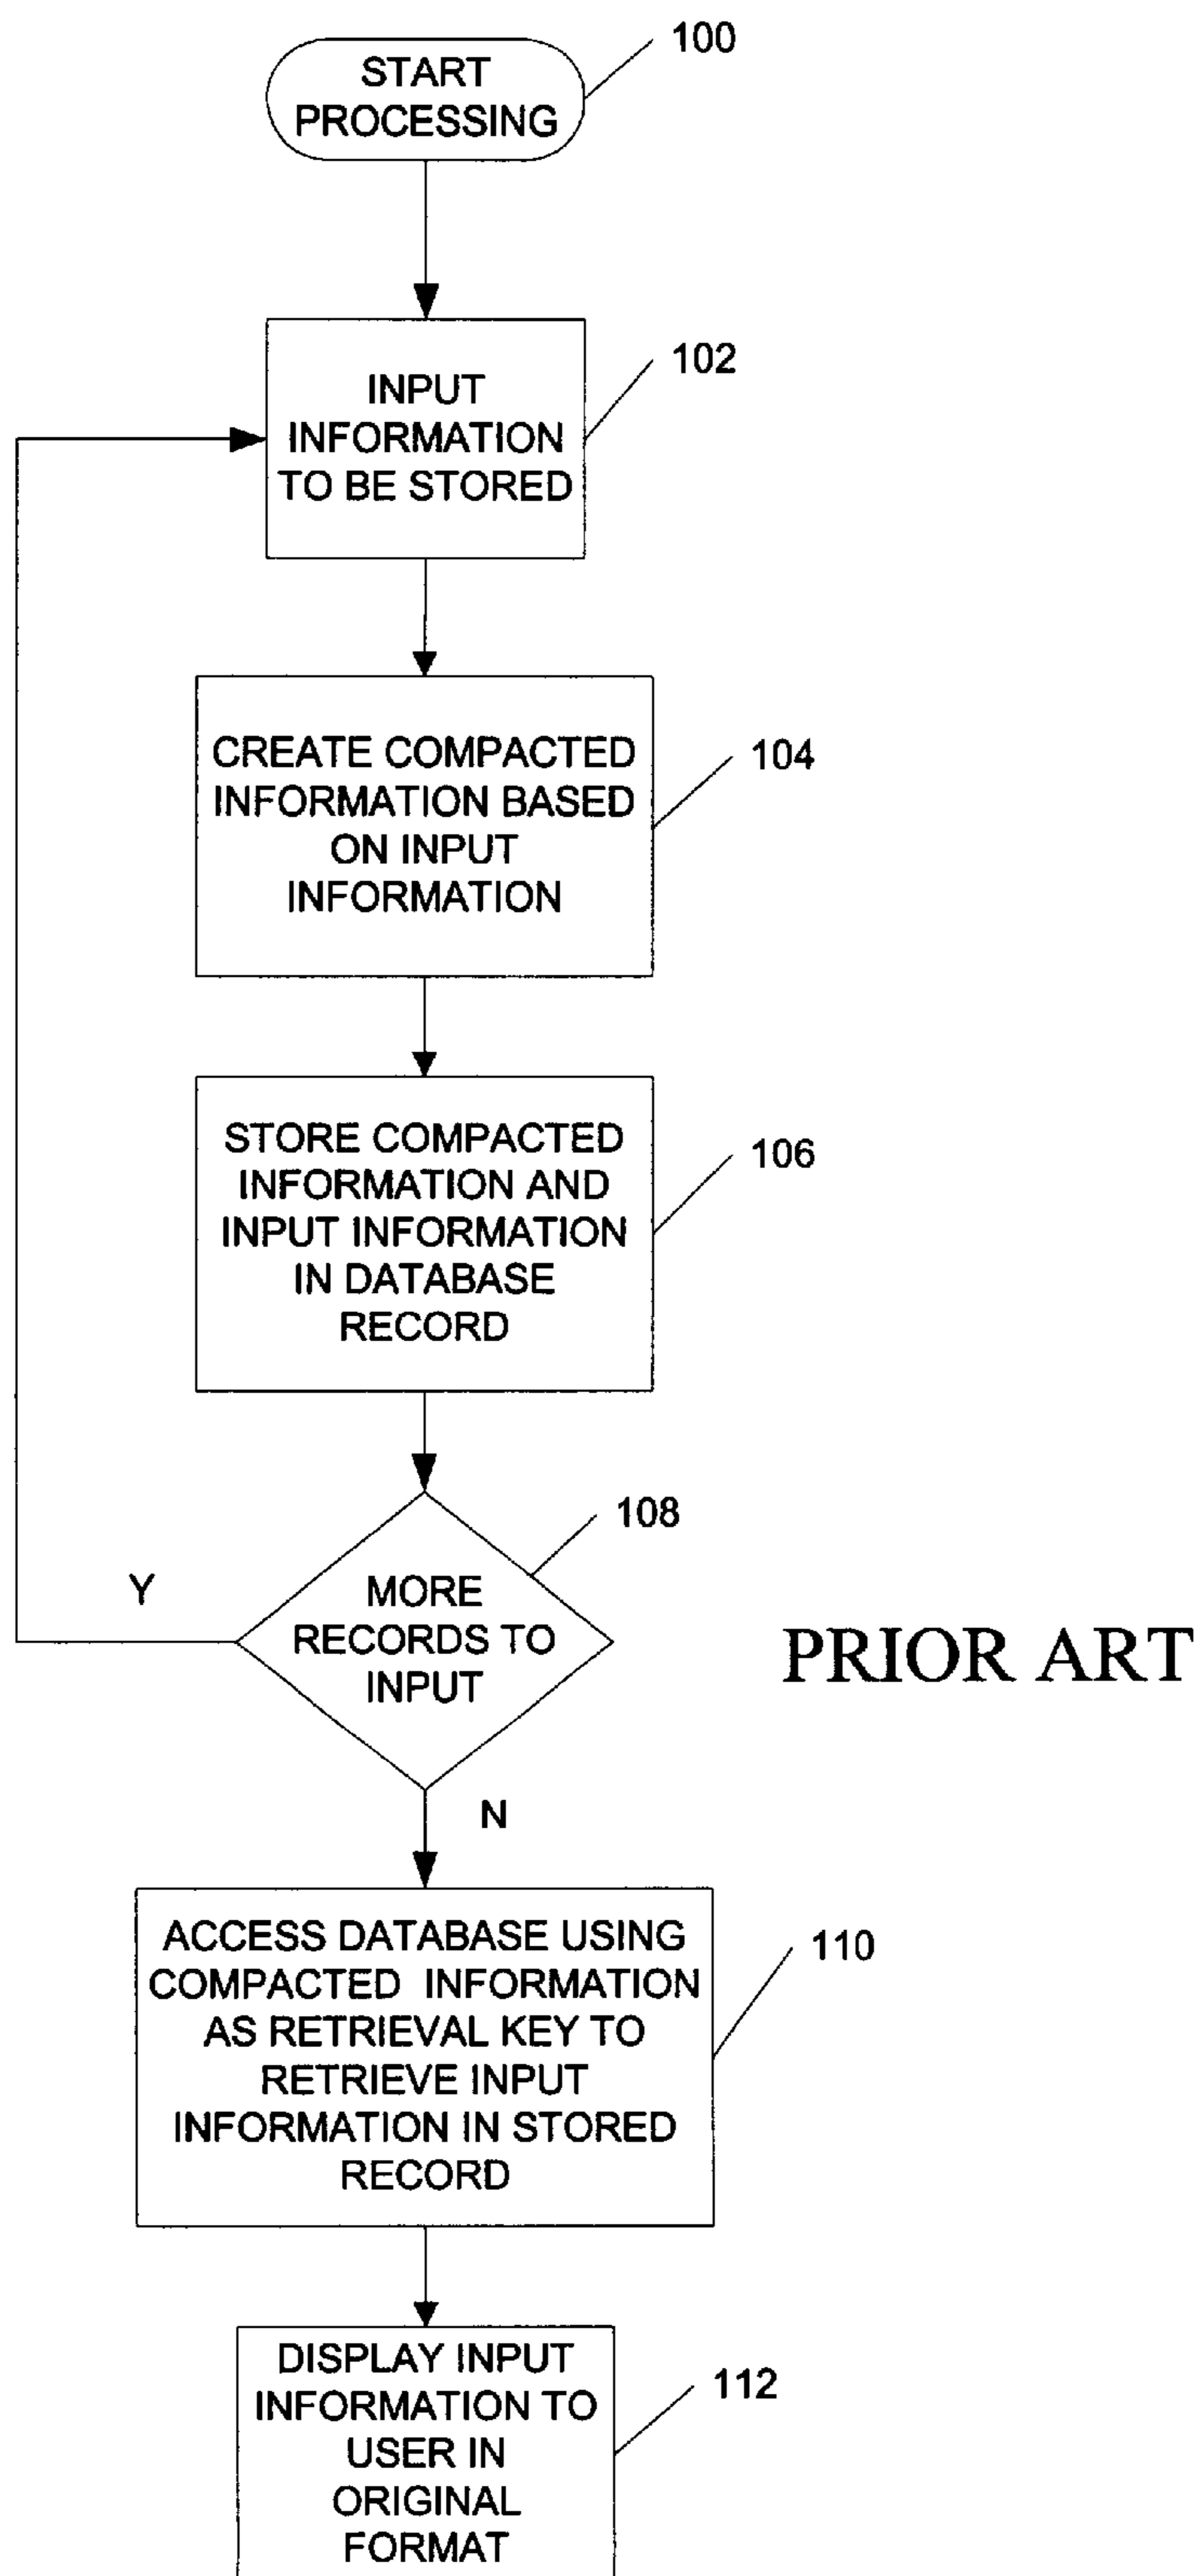 START
PROCESSING
100
INPUT
INFORMATION
TO BE STORED
102
CREATE COMPACTED
INFORMATION BASED
ON INPUT
INFORMATION
104
STORE COMPACTED
INFORMATION AND
INPUT INFORMATION
IN DATABASE
RECORD
106
MORE
RECORDS TO
INPUT
108
Y
N
PRIOR ART
ACCESS DATABASE USING
COMPACTED INFORMATION
AS RETRIEVAL KEY TO
RETRIEVE INPUT
INFORMATION IN STORED
RECORD
110
DISPLAY INPUT
INFORMATION TO
USER IN
ORIGINAL
FORMAT
112